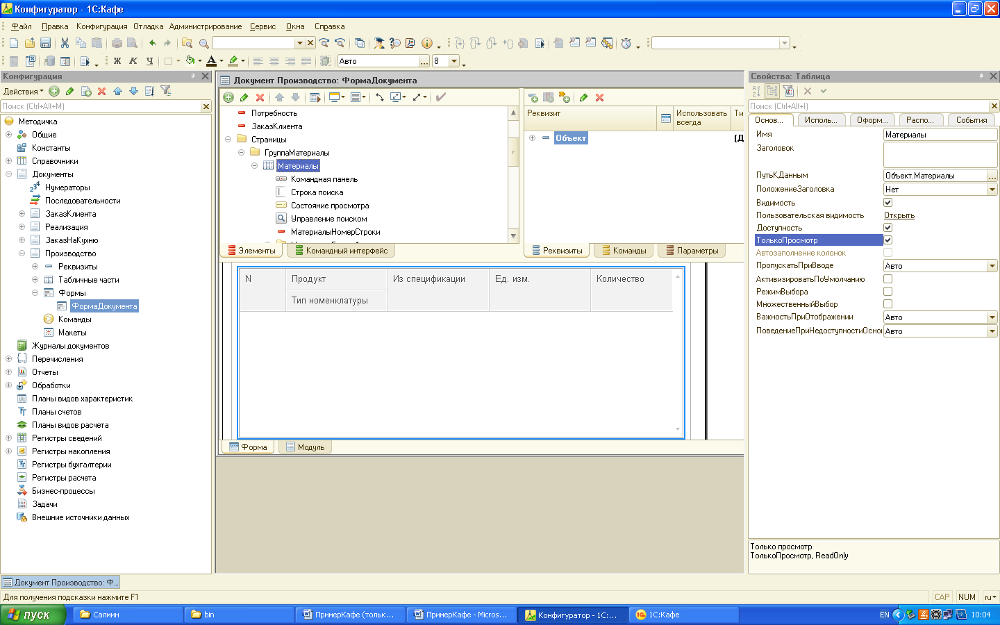 Конфигуратор - 1С:Кафе
Файл Правка Конфигурация Отладка Администрирование Сервис Окна Справка
Ж К Ч А Авто ... 8
Конфигурация
Действия
Поиск (Ctrl+Alt+M)
Методичка
Общие
Константы
Справочники
Документы
Нумераторы
Последовательности
ЗаказКлиента
Реализация
ЗаказНаКухню
Производство
Реквизиты
Табличные части
Формы
ФормаДокумента
Команды
Макеты
Журналы документов
Перечисления
Отчеты
Обработки
Планы видов характеристик
Планы счетов
Планы видов расчета
Регистры сведений
Регистры накопления
Регистры бухгалтерии
Регистры расчета
Бизнес-процессы
Задачи
Внешние источники данных
Документ Производство: ФормаДокумента
Потребность
ЗаказКлиента
Страницы
ГруппаМатериалы
Материалы
Командная панель
Строка поиска
Состояние просмотра
Управление поиском
МатериалыНомерСтроки
Элементы Командный интерфейс
Реквизит Использовать всегда Ти
Объект (Д
Реквизиты Команды Параметры
N Продукт Из спецификации Ед. изм. Количество
Тип номенклатуры
Форма Модуль
Свойства: Таблица
Поиск (Ctrl+Alt+I)
Основ... Исполь... Оформ... Распо... События
Имя Материалы
Заголовок
ПутьКДанным Объект.Материалы ...
ПоложениеЗаголовка Нет
Видимость
Пользовательская видимость Открыть
Доступность
ТолькоПросмотр
Автозаполнение колонок
ПропускатьПриВводе Авто
АктивизироватьПоУмолчанию
РежимВыбора
МножественныйВыбор
ВажностьПриОтображении Авто
ПоведениеПриНедоступностиОснов Авто
Только просмотр
ТолькоПросмотр, ReadOnly
Документ Производство: Ф...
Для получения подсказки нажмите F1 CAP NUM ru
пуск Салмин bin ПримерКафе (тольк... ПримерКафе - Micros... Конфигуратор - 1С:... 1С:Кафе EN 10:04